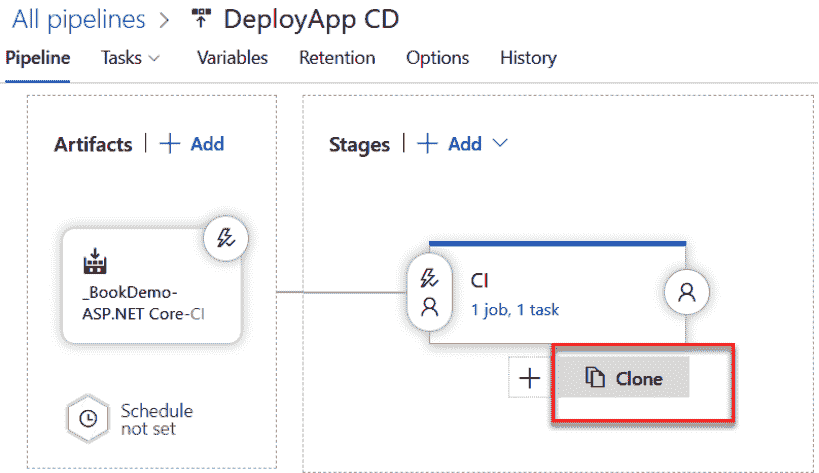 All pipelines > DeployApp CD
Pipeline Tasks Variables Retention Options History
Artifacts | + Add
Stages | + Add
_BookDemo-
ASP.NET Core-CI
CI
1 job, 1 task
+ Clone
Schedule
not set